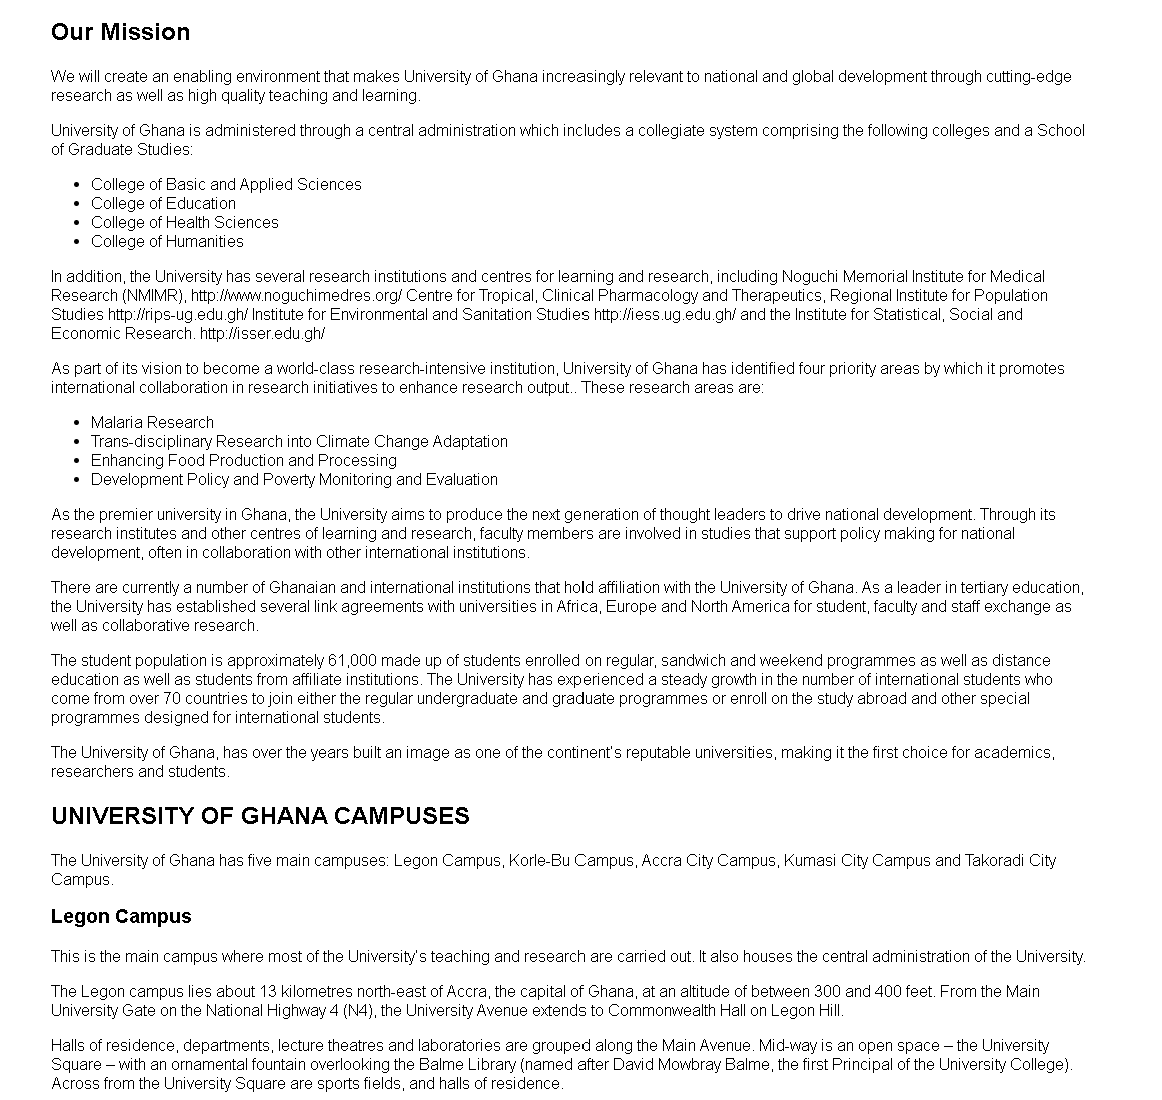 Our Mission
We will create an enabling environment that makes University of Ghana increasingly relevant to national and global development through cutting-edge
research as well as high quality teaching and learning.
University of Ghana is administered through a central administration which includes a collegiate system comprising the following colleges and a School
of Graduate Studies:
• College of Basic and Applied Sciences
• College of Education
• College of Health Sciences
• College of Humanities
In addition, the University has several research institutions and centres for learning and research, including Noguchi Memorial Institute for Medical
Research (NMIMR), http://www.noguchimedres.org/ Centre for Tropical, Clinical Pharmacology and Therapeutics, Regional Institute for Population
Studies http://rips-ug.edu.gh/ Institute for Environmental and Sanitation Studies http://iess.ug.edu.gh/ and the Institute for Statistical, Social and
Economic Research. http://isser.edu.gh/
As part of its vision to become a world-class research-intensive institution, University of Ghana has identified four priority areas by which it promotes
international collaboration in research initiatives to enhance research output.. These research areas are:
• Malaria Research
• Trans-disciplinary Research into Climate Change Adaptation
• Enhancing Food Production and Processing
• Development Policy and Poverty Monitoring and Evaluation
As the premier university in Ghana, the University aims to produce the next generation of thought leaders to drive national development. Through its
research institutes and other centres of learning and research, faculty members are involved in studies that support policy making for national
development, often in collaboration with other international institutions.
There are currently a number of Ghanaian and international institutions that hold affiliation with the University of Ghana. As a leader in tertiary education,
the University has established several link agreements with universities in Africa, Europe and North America for student, faculty and staff exchange as
well as collaborative research.
The student population is approximately 61,000 made up of students enrolled on regular, sandwich and weekend programmes as well as distance
education as well as students from affiliate institutions. The University has experienced a steady growth in the number of international students who
come from over 70 countries to join either the regular undergraduate and graduate programmes or enroll on the study abroad and other special
programmes designed for international students.
The University of Ghana, has over the years built an image as one of the continent's reputable universities, making it the first choice for academics,
researchers and students.
UNIVERSITY OF GHANA CAMPUSES
The University of Ghana has five main campuses: Legon Campus, Korle-Bu Campus, Accra City Campus, Kumasi City Campus and Takoradi City
Campus.
Legon Campus
This is the main campus where most of the University's teaching and research are carried out. It also houses the central administration of the University.
The Legon campus lies about 13 kilometres north-east of Accra, the capital of Ghana, at an altitude of between 300 and 400 feet. From the Main
University Gate on the National Highway 4 (N4), the University Avenue extends to Commonwealth Hall on Legon Hill.
Halls of residence, departments, lecture theatres and laboratories are grouped along the Main Avenue. Mid-way is an open space – the University
Square – with an ornamental fountain overlooking the Balme Library (named after David Mowbray Balme, the first Principal of the University College).
Across from the University Square are sports fields, and halls of residence.